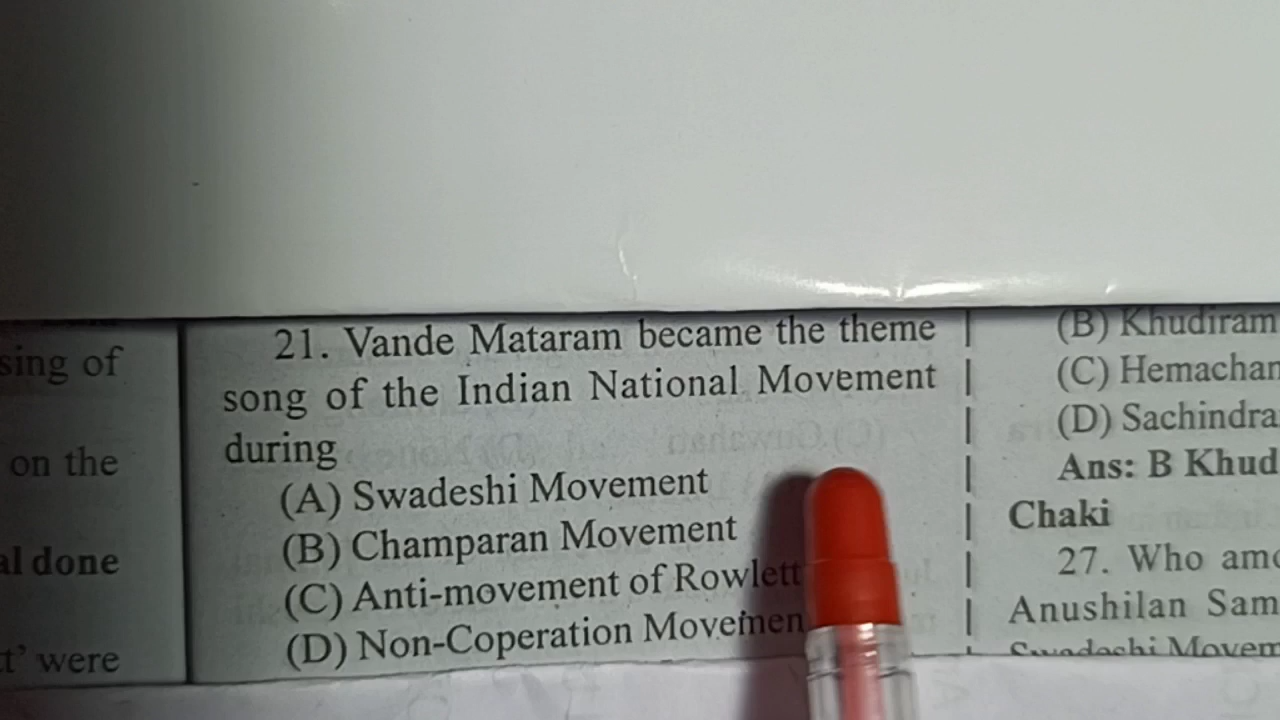 sing of
on the
al done
t’ were
21. Vande Mataram became the theme
song of the Indian National Movement
during
(A) Swadeshi Movement
(B) Champaran Movement
(C) Anti-movement of Rowlett
(D) Non-Coperation Movemen
(B) Khudiram
(C) Hemachan
(D) Sachindra
Ans: B Khud
Chaki
27. Who amo
Anushilan Sam
Swadeshi Movem